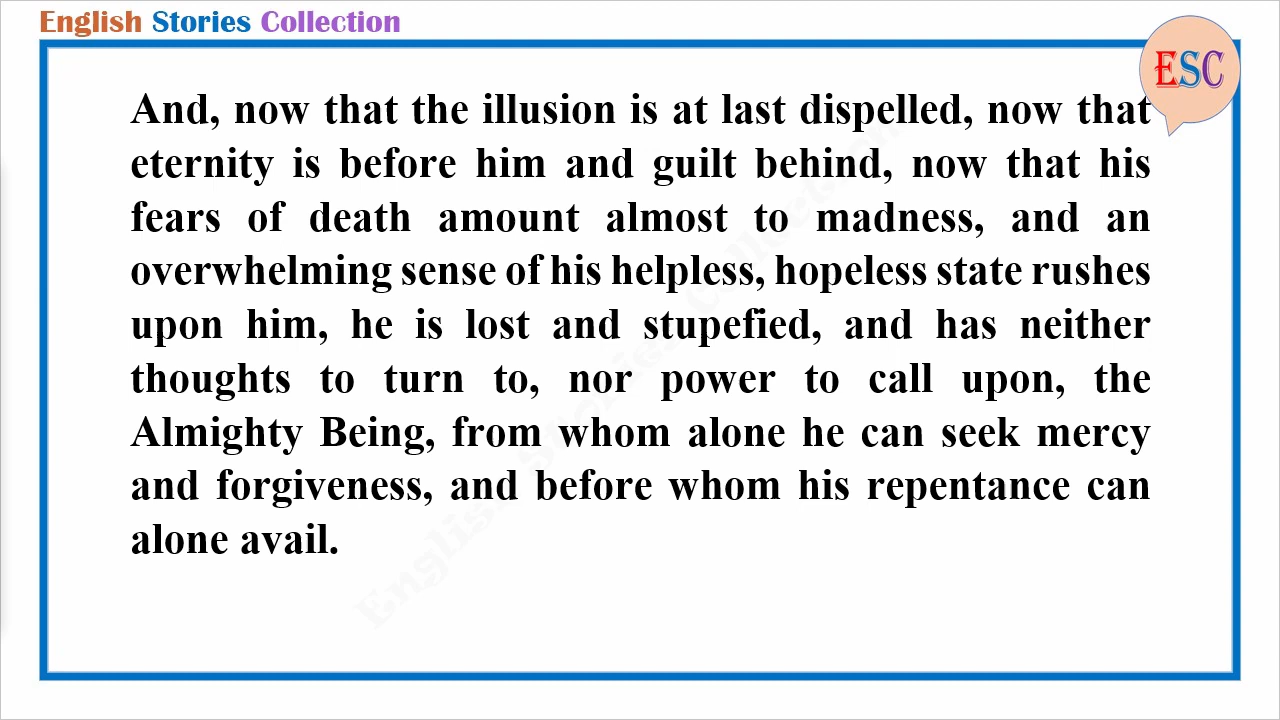 English Stories Collection
ESC
And, now that the illusion is at last dispelled, now that
eternity is before him and guilt behind, now that his
fears of death amount almost to madness, and an
overwhelming sense of his helpless, hopeless state rushes
upon him, he is lost and stupefied, and has neither
thoughts to turn to, nor power to call upon, the
Almighty Being, from whom alone he can seek mercy
and forgiveness, and before whom his repentance can
alone avail.
English Stories Collection